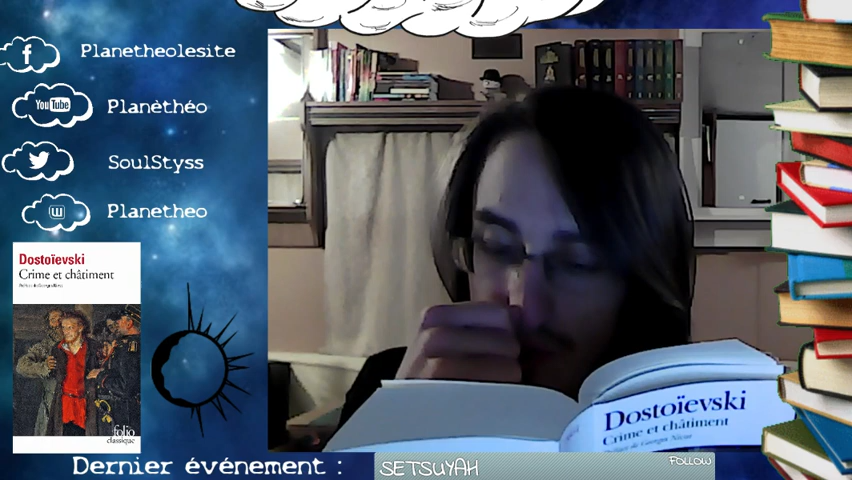 Planetheolesite
YouTube
Planèthéo
SoulStyss
Planetheo
Dostoïevski
Crime et châtiment
folio
classique
Dostoïevski
Crime et châtiment
Dernier événement :
SETSUYAH
FOLLOW